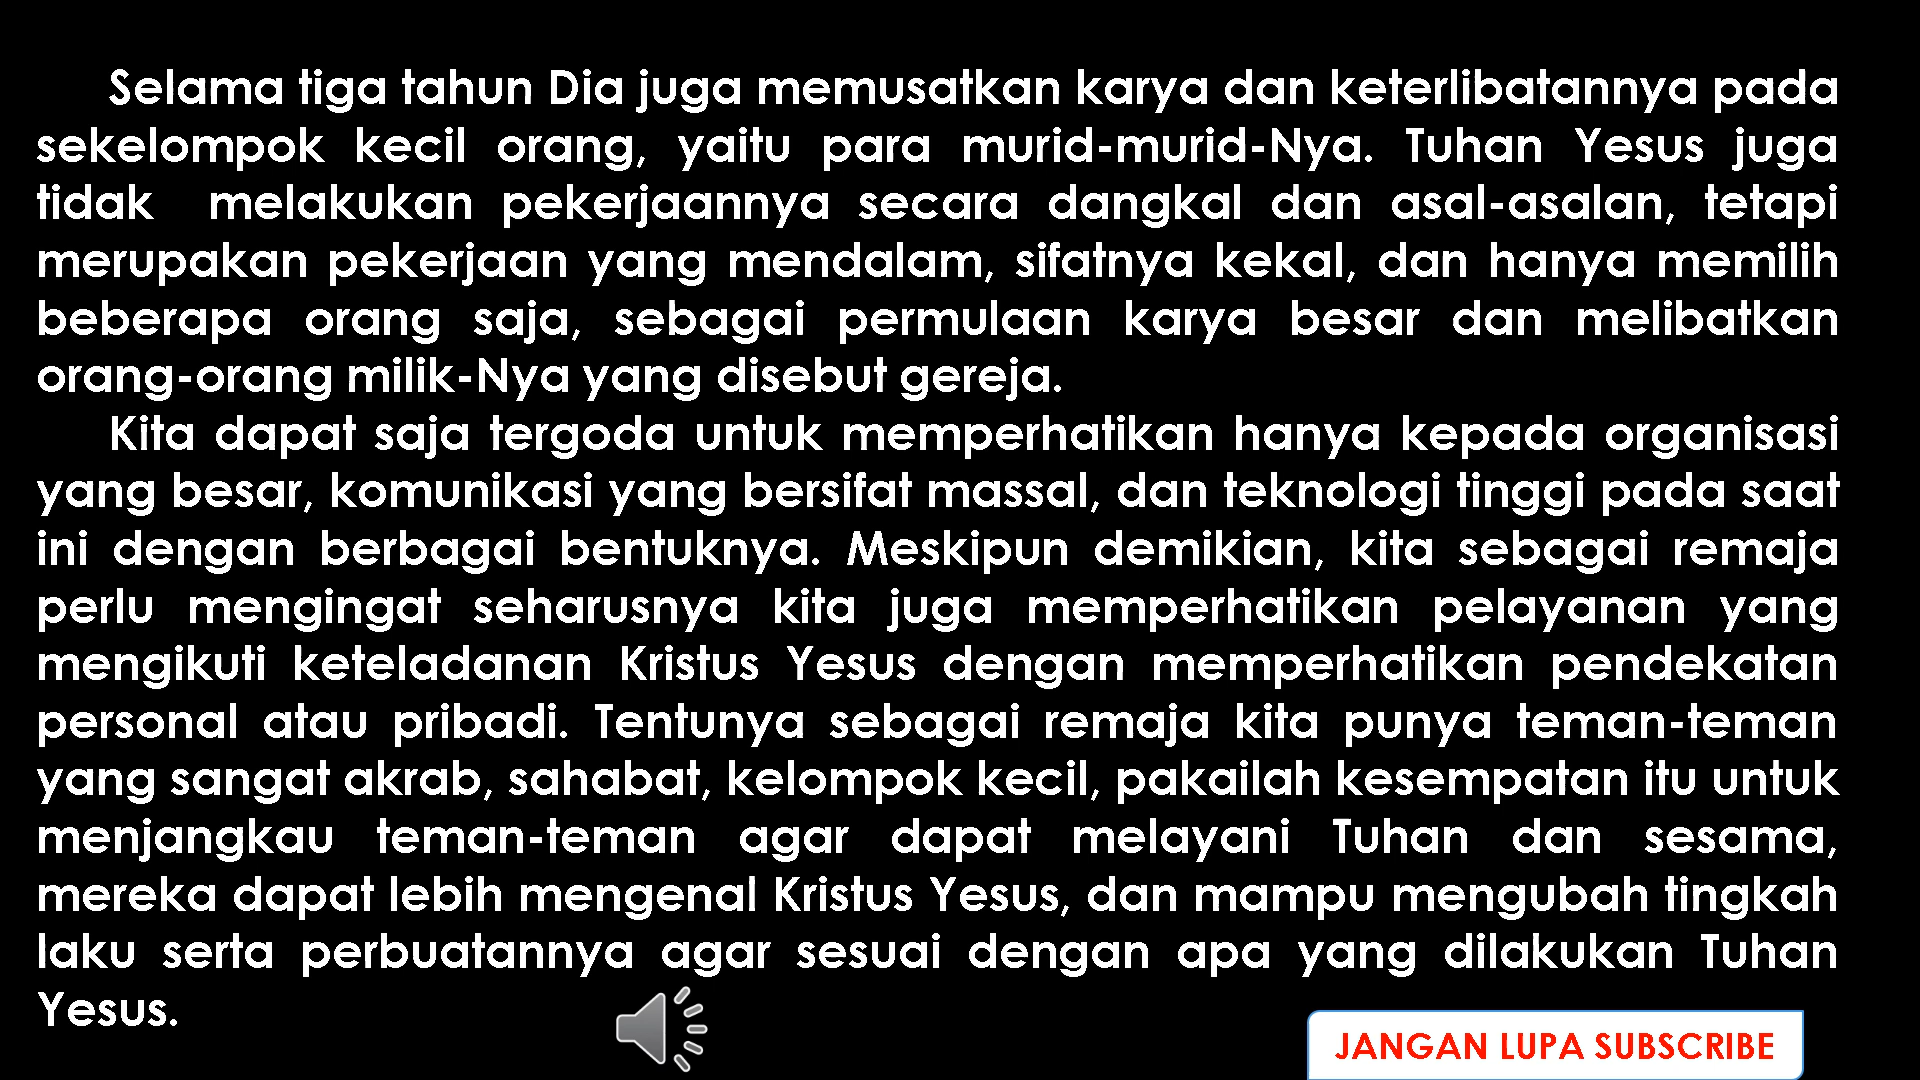 Selama tiga tahun Dia juga memusatkan karya dan keterlibatannya pada
sekelompok kecil orang, yaitu para murid-murid-Nya. Tuhan Yesus juga
tidak melakukan pekerjaannya secara dangkal dan asal-asalan, tetapi
merupakan pekerjaan yang mendalam, sifatnya kekal, dan hanya memilih
beberapa orang saja, sebagai permulaan karya besar dan melibatkan
orang-orang milik-Nya yang disebut gereja.
Kita dapat saja tergoda untuk memperhatikan hanya kepada organisasi
yang besar, komunikasi yang bersifat massal, dan teknologi tinggi pada saat
ini dengan berbagai bentuknya. Meskipun demikian, kita sebagai remaja
perlu mengingat seharusnya kita juga memperhatikan pelayanan yang
mengikuti keteladanan Kristus Yesus dengan memperhatikan pendekatan
personal atau pribadi. Tentunya sebagai remaja kita punya teman-teman
yang sangat akrab, sahabat, kelompok kecil, pakailah kesempatan itu untuk
menjangkau teman-teman agar dapat melayani Tuhan dan sesama,
mereka dapat lebih mengenal Kristus Yesus, dan mampu mengubah tingkah
laku serta perbuatannya agar sesuai dengan apa yang dilakukan Tuhan
Yesus.
JANGAN LUPA SUBSCRIBE